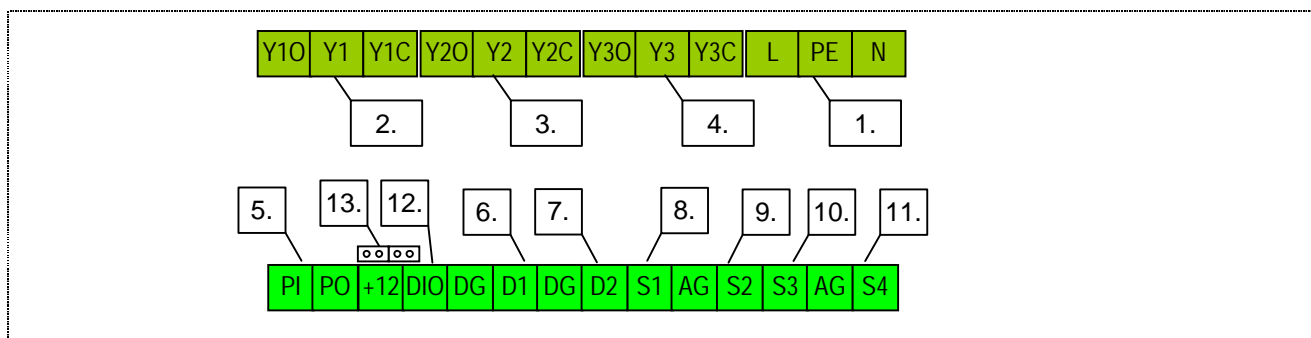 Y1O Y1 Y1C Y2O Y2 Y2C Y3O Y3 Y3C L PE N
2. 3. 4. 1.
5. 13. 12. 6. 7. 8. 9. 10. 11.
PI PO +12 DIO DG D1 DG D2 S1 AG S2 S3 AG S4